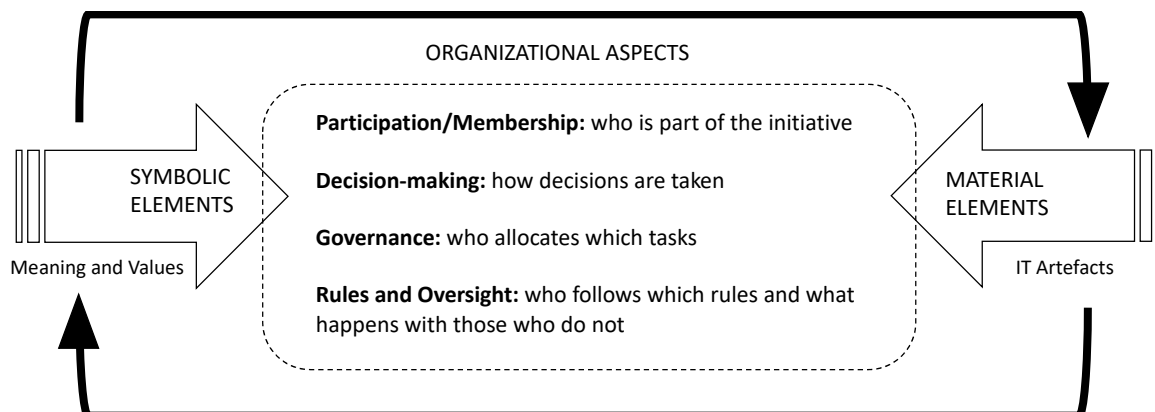 ORGANIZATIONAL ASPECTS
Participation/Membership: who is part of the initiative
Decision-making: how decisions are taken
Governance: who allocates which tasks
Rules and Oversight: who follows which rules and what
happens with those who do not
SYMBOLIC
ELEMENTS
Meaning and Values
MATERIAL
ELEMENTS
IT Artefacts